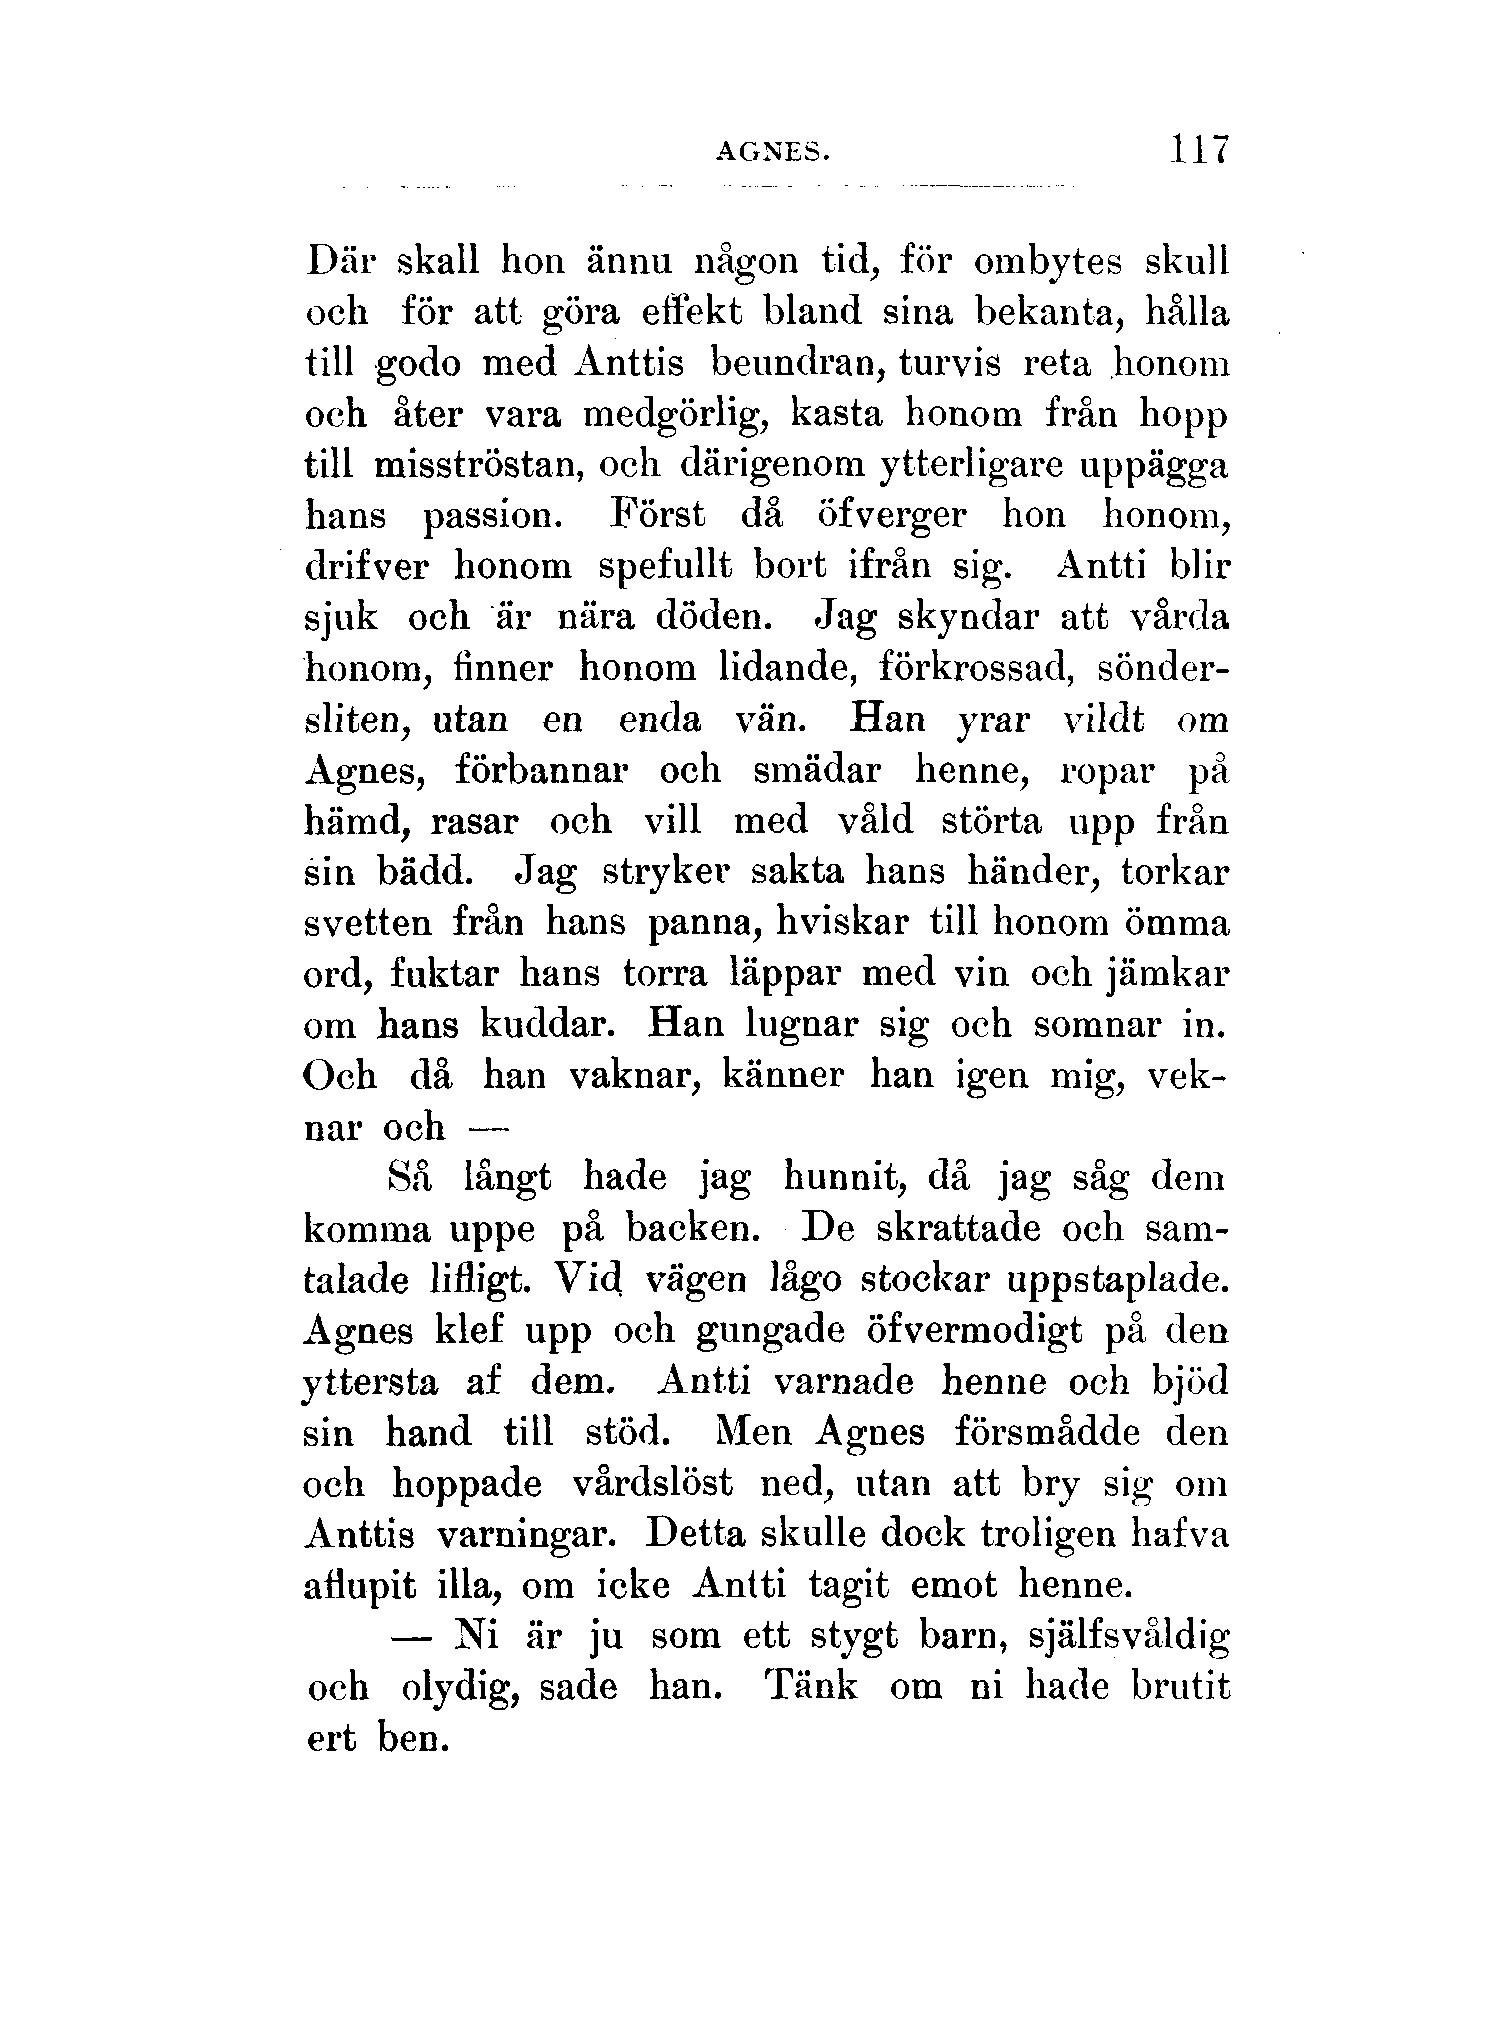 AGNES. 117
Där skall hon ännu någon tid, för ombytes skull
och för att göra effekt bland sina bekanta, hålla
till godo med Anttis beundran, turvis reta honom
och åter vara medgörlig, kasta honom från hopp
till misströstan, och därigenom ytterligare uppägga
hans passion. Först då öfverger hon honom,
drifver honom spefullt bort ifrån sig. Antti blir
sjuk och är nära döden. Jag skyndar att vårda
honom, finner honom lidande, förkrossad, sönder-
sliten, utan en enda vän. Han yrar vildt om
Agnes, förbannar och smädar henne, ropar på
hämd, rasar och vill med våld störta upp från
sin bädd. Jag stryker sakta hans händer, torkar
svetten från hans panna, hviskar till honom ömma
ord, fuktar hans torra läppar med vin och jämkar
om hans kuddar. Han lugnar sig och somnar in.
Och då han vaknar, känner han igen mig, vek-
nar och —
Så långt hade jag hunnit, då jag såg dem
komma uppe på backen. De skrattade och sam-
talade lifligt. Vid vägen lågo stockar uppstaplade.
Agnes klef upp och gungade öfvermodigt på den
yttersta af dem. Antti varnade henne och bjöd
sin hand till stöd. Men Agnes försmådde den
och hoppade vårdslöst ned, utan att bry sig om
Anttis varningar. Detta skulle dock troligen hafva
aflupit illa, om icke Antti tagit emot henne.
— Ni är ju som ett stygt barn, själfsvåldig
och olydig, sade han. Tänk om ni hade brutit
ert ben.